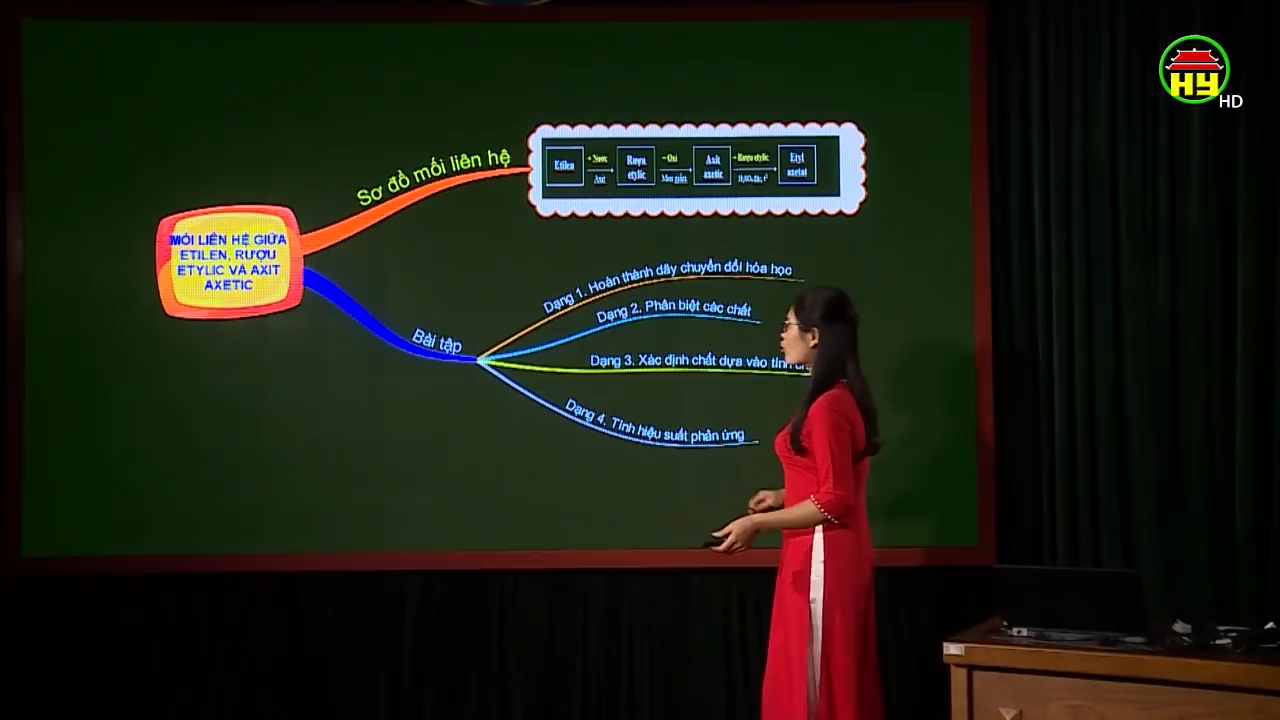 HY
HD
Sơ đồ mối liên hệ
Etilen
+ Nước
Axit
Rượu
etylic
+ Oxi
Men giấm
Axit
axetic
+ Rượu etylic
H₂SO₄ đặc, t°
Etyl
axetat
MỐI LIÊN HỆ GIỮA
ETILEN, RƯỢU
ETYLIC VÀ AXIT
AXETIC
Bài tập
Dạng 1. Hoàn thành dãy chuyển đổi hóa học
Dạng 2. Phân biệt các chất
Dạng 3. Xác định chất dựa vào tính
Dạng 4. Tính hiệu suất phản ứng